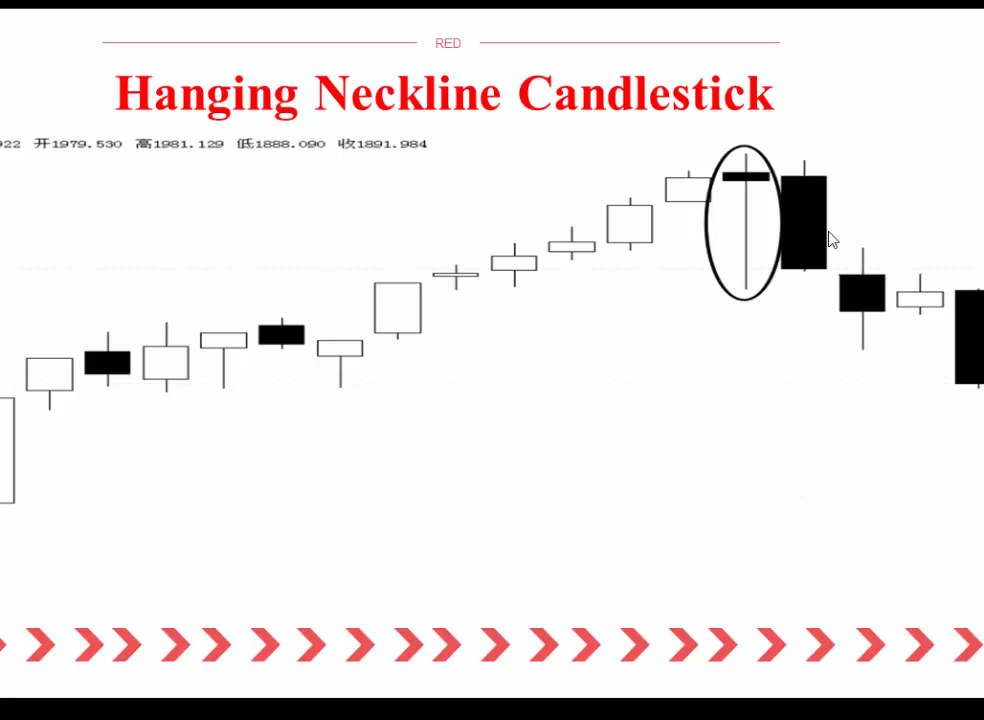 RED
Hanging Neckline Candlestick
922 开1979.530 高1981.129 低1888.090 收1891.984